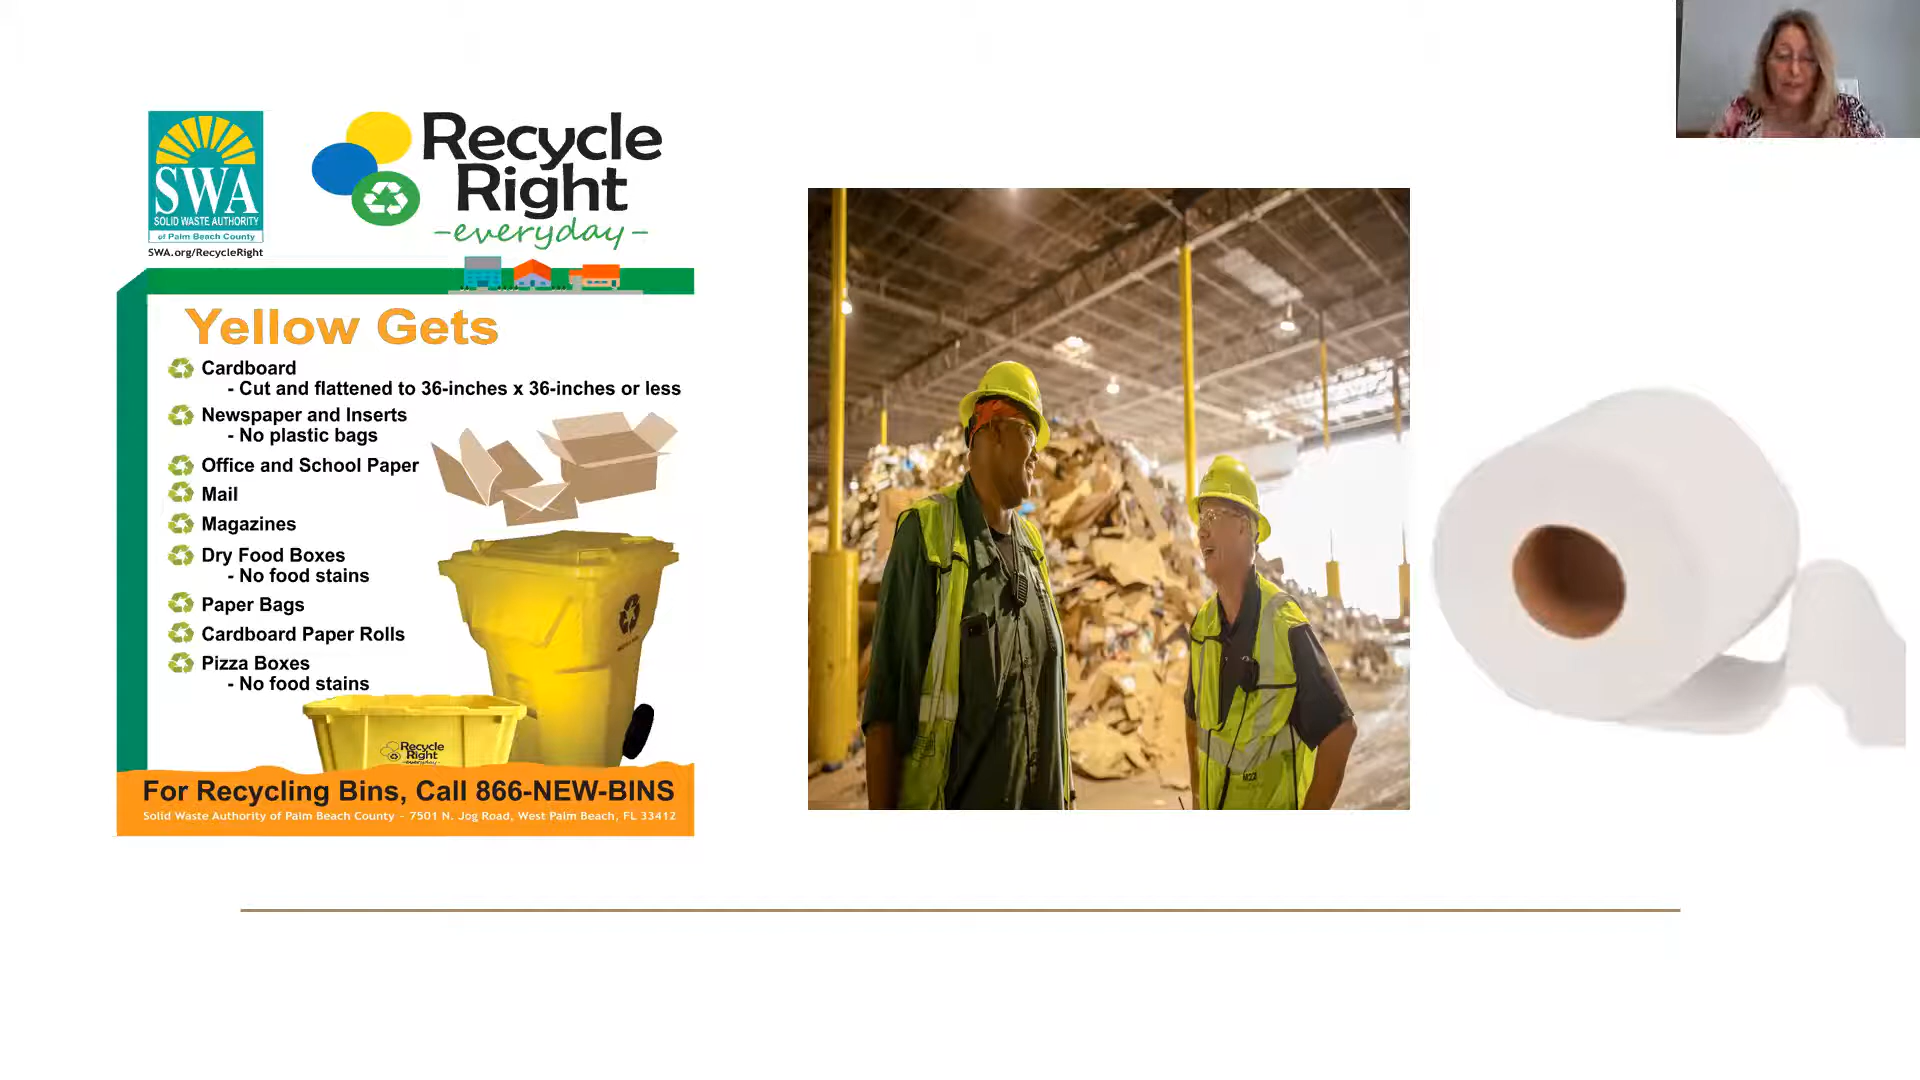 SWA
SOLID WASTE AUTHORITY
of Palm Beach County
SWA.org/RecycleRight
Recycle
Right
-everyday-
Yellow Gets
Cardboard
- Cut and flattened to 36-inches x 36-inches or less
Newspaper and Inserts
- No plastic bags
Office and School Paper
Mail
Magazines
Dry Food Boxes
- No food stains
Paper Bags
Cardboard Paper Rolls
Pizza Boxes
- No food stains
Recycle
Right
-everyday-
For Recycling Bins, Call 866-NEW-BINS
Solid Waste Authority of Palm Beach County - 7501 N. Jog Road, West Palm Beach, FL 33412
M22